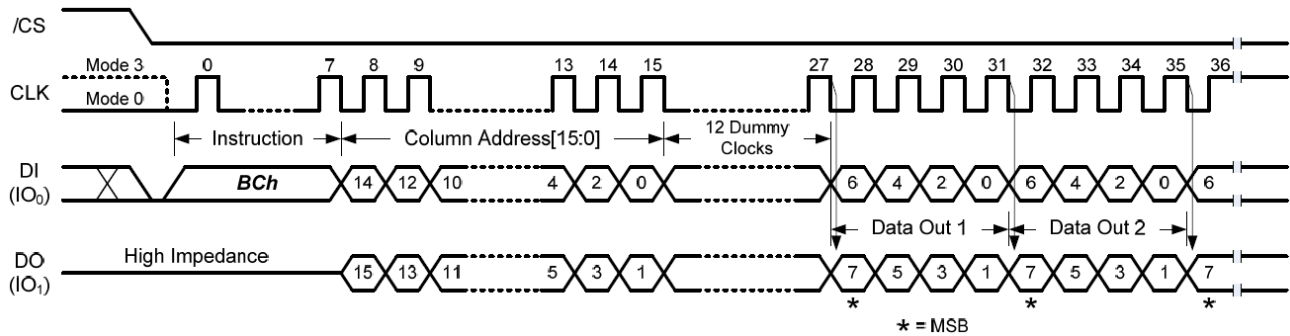 /CS
Mode 3 0 7 8 9 13 14 15 27 28 29 30 31 32 33 34 35 36
CLK
Mode 0
Instruction Column Address[15:0] 12 Dummy
Clocks
DI
(IO₀) BCh 14 12 10 4 2 0 6 4 2 0 6 4 2 0 6
Data Out 1 Data Out 2
High Impedance
DO
(IO₁) 15 13 11 5 3 1 7 5 3 1 7 5 3 1 7
* * *
* = MSB